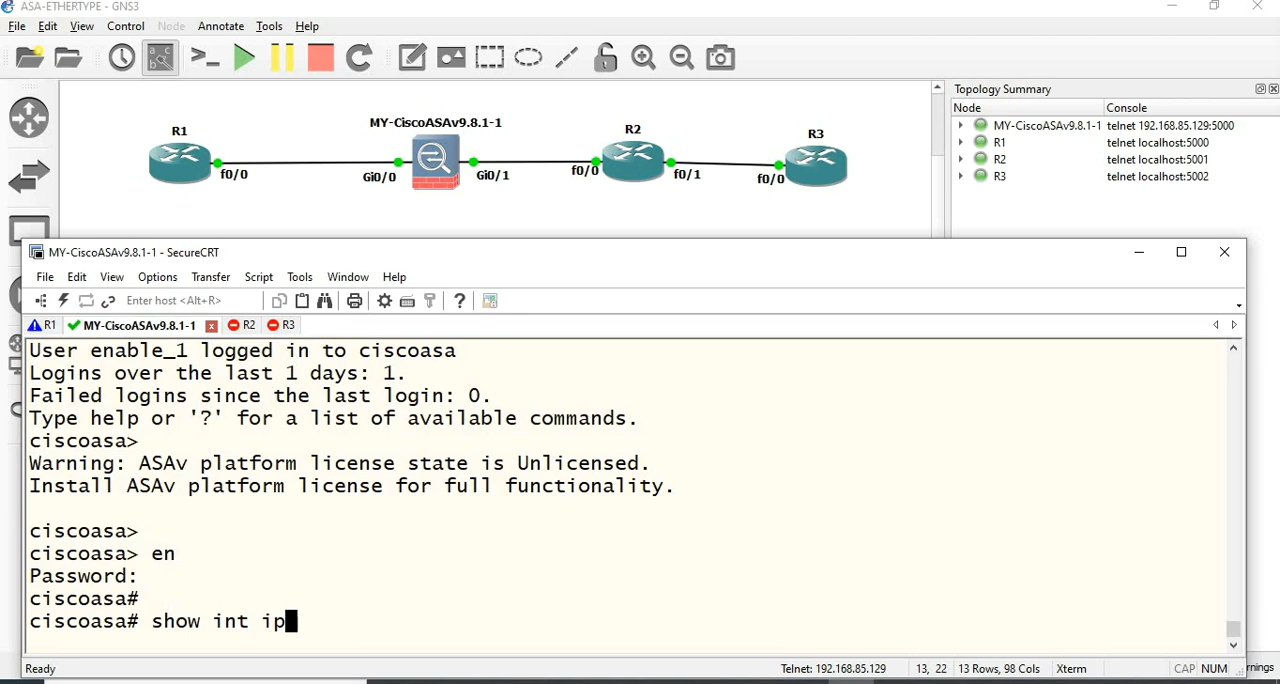 ASA-ETHERTYPE - GNS3
File Edit View Control Node Annotate Tools Help
Topology Summary
Node Console
MY-CiscoASAv9.8.1-1 telnet 192.168.85.129:5000
R1 telnet localhost:5000
R2 telnet localhost:5001
R3 telnet localhost:5002
R1 MY-CiscoASAv9.8.1-1 R2 R3
f0/0 Gi0/0 Gi0/1 f0/0 f0/1 f0/0
MY-CiscoASAv9.8.1-1 - SecureCRT
File Edit View Options Transfer Script Tools Window Help
Enter host <Alt+R>
R1 MY-CiscoASAv9.8.1-1 R2 R3
User enable_1 logged in to ciscoasa
Logins over the last 1 days: 1.
Failed logins since the last login: 0.
Type help or '?' for a list of available commands.
ciscoasa>
Warning: ASAv platform license state is Unlicensed.
Install ASAv platform license for full functionality.
ciscoasa>
ciscoasa> en
Password:
ciscoasa#
ciscoasa# show int ip
Ready Telnet: 192.168.85.129 13, 22 13 Rows, 98 Cols Xterm CAP NUM